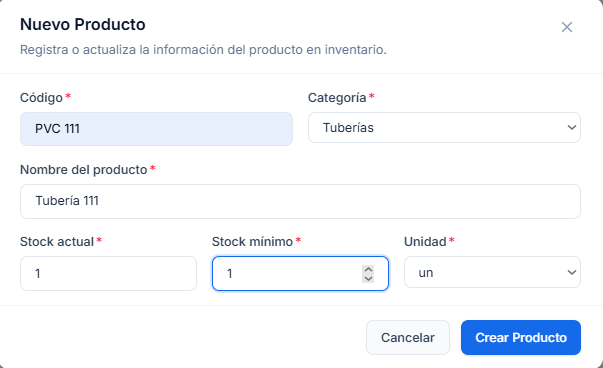 Nuevo Producto
Registra o actualiza la información del producto en inventario.
Código * Categoría *
PVC 111 Tuberías
Nombre del producto *
Tubería 111
Stock actual * Stock mínimo * Unidad *
1 1 un
Cancelar Crear Producto